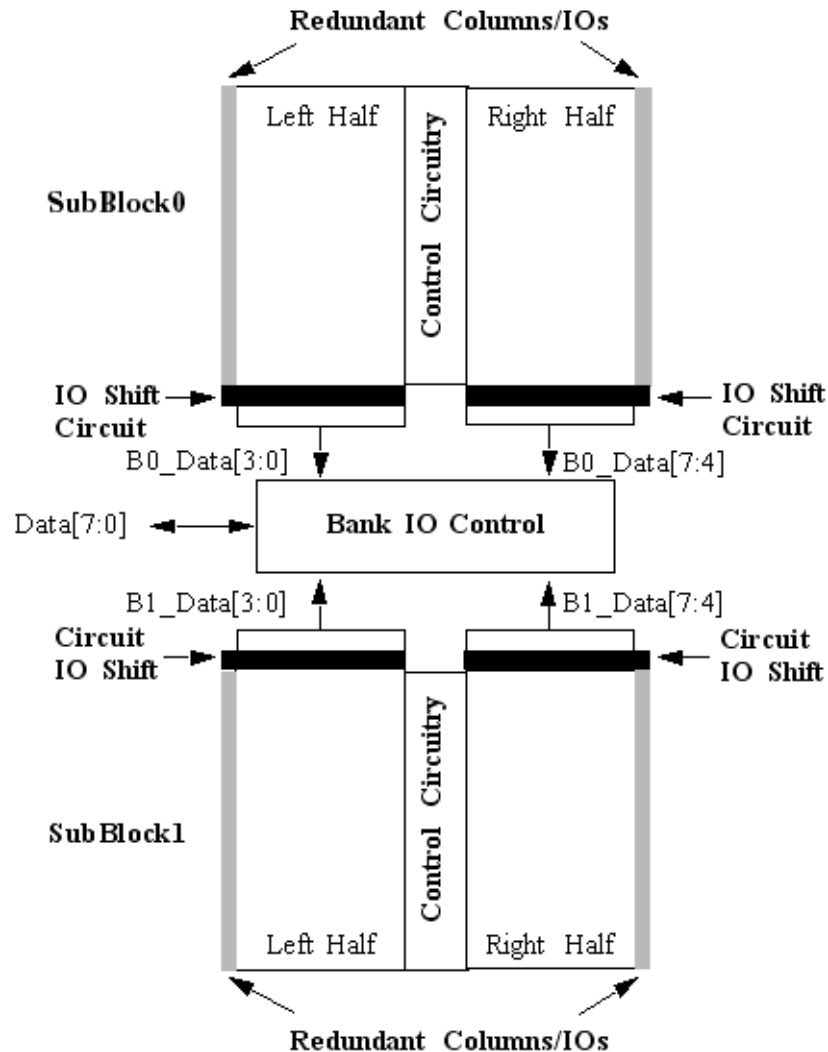 Redundant Columns/IOs
Left Half
Right Half
Control Circuitry
SubBlock0
IO Shift
Circuit
IO Shift
Circuit
B0_Data[3:0]
B0_Data[7:4]
Data[7:0]
Bank IO Control
B1_Data[3:0]
B1_Data[7:4]
Circuit
IO Shift
Circuit
IO Shift
Control Circuitry
SubBlock1
Left Half
Right Half
Redundant Columns/IOs